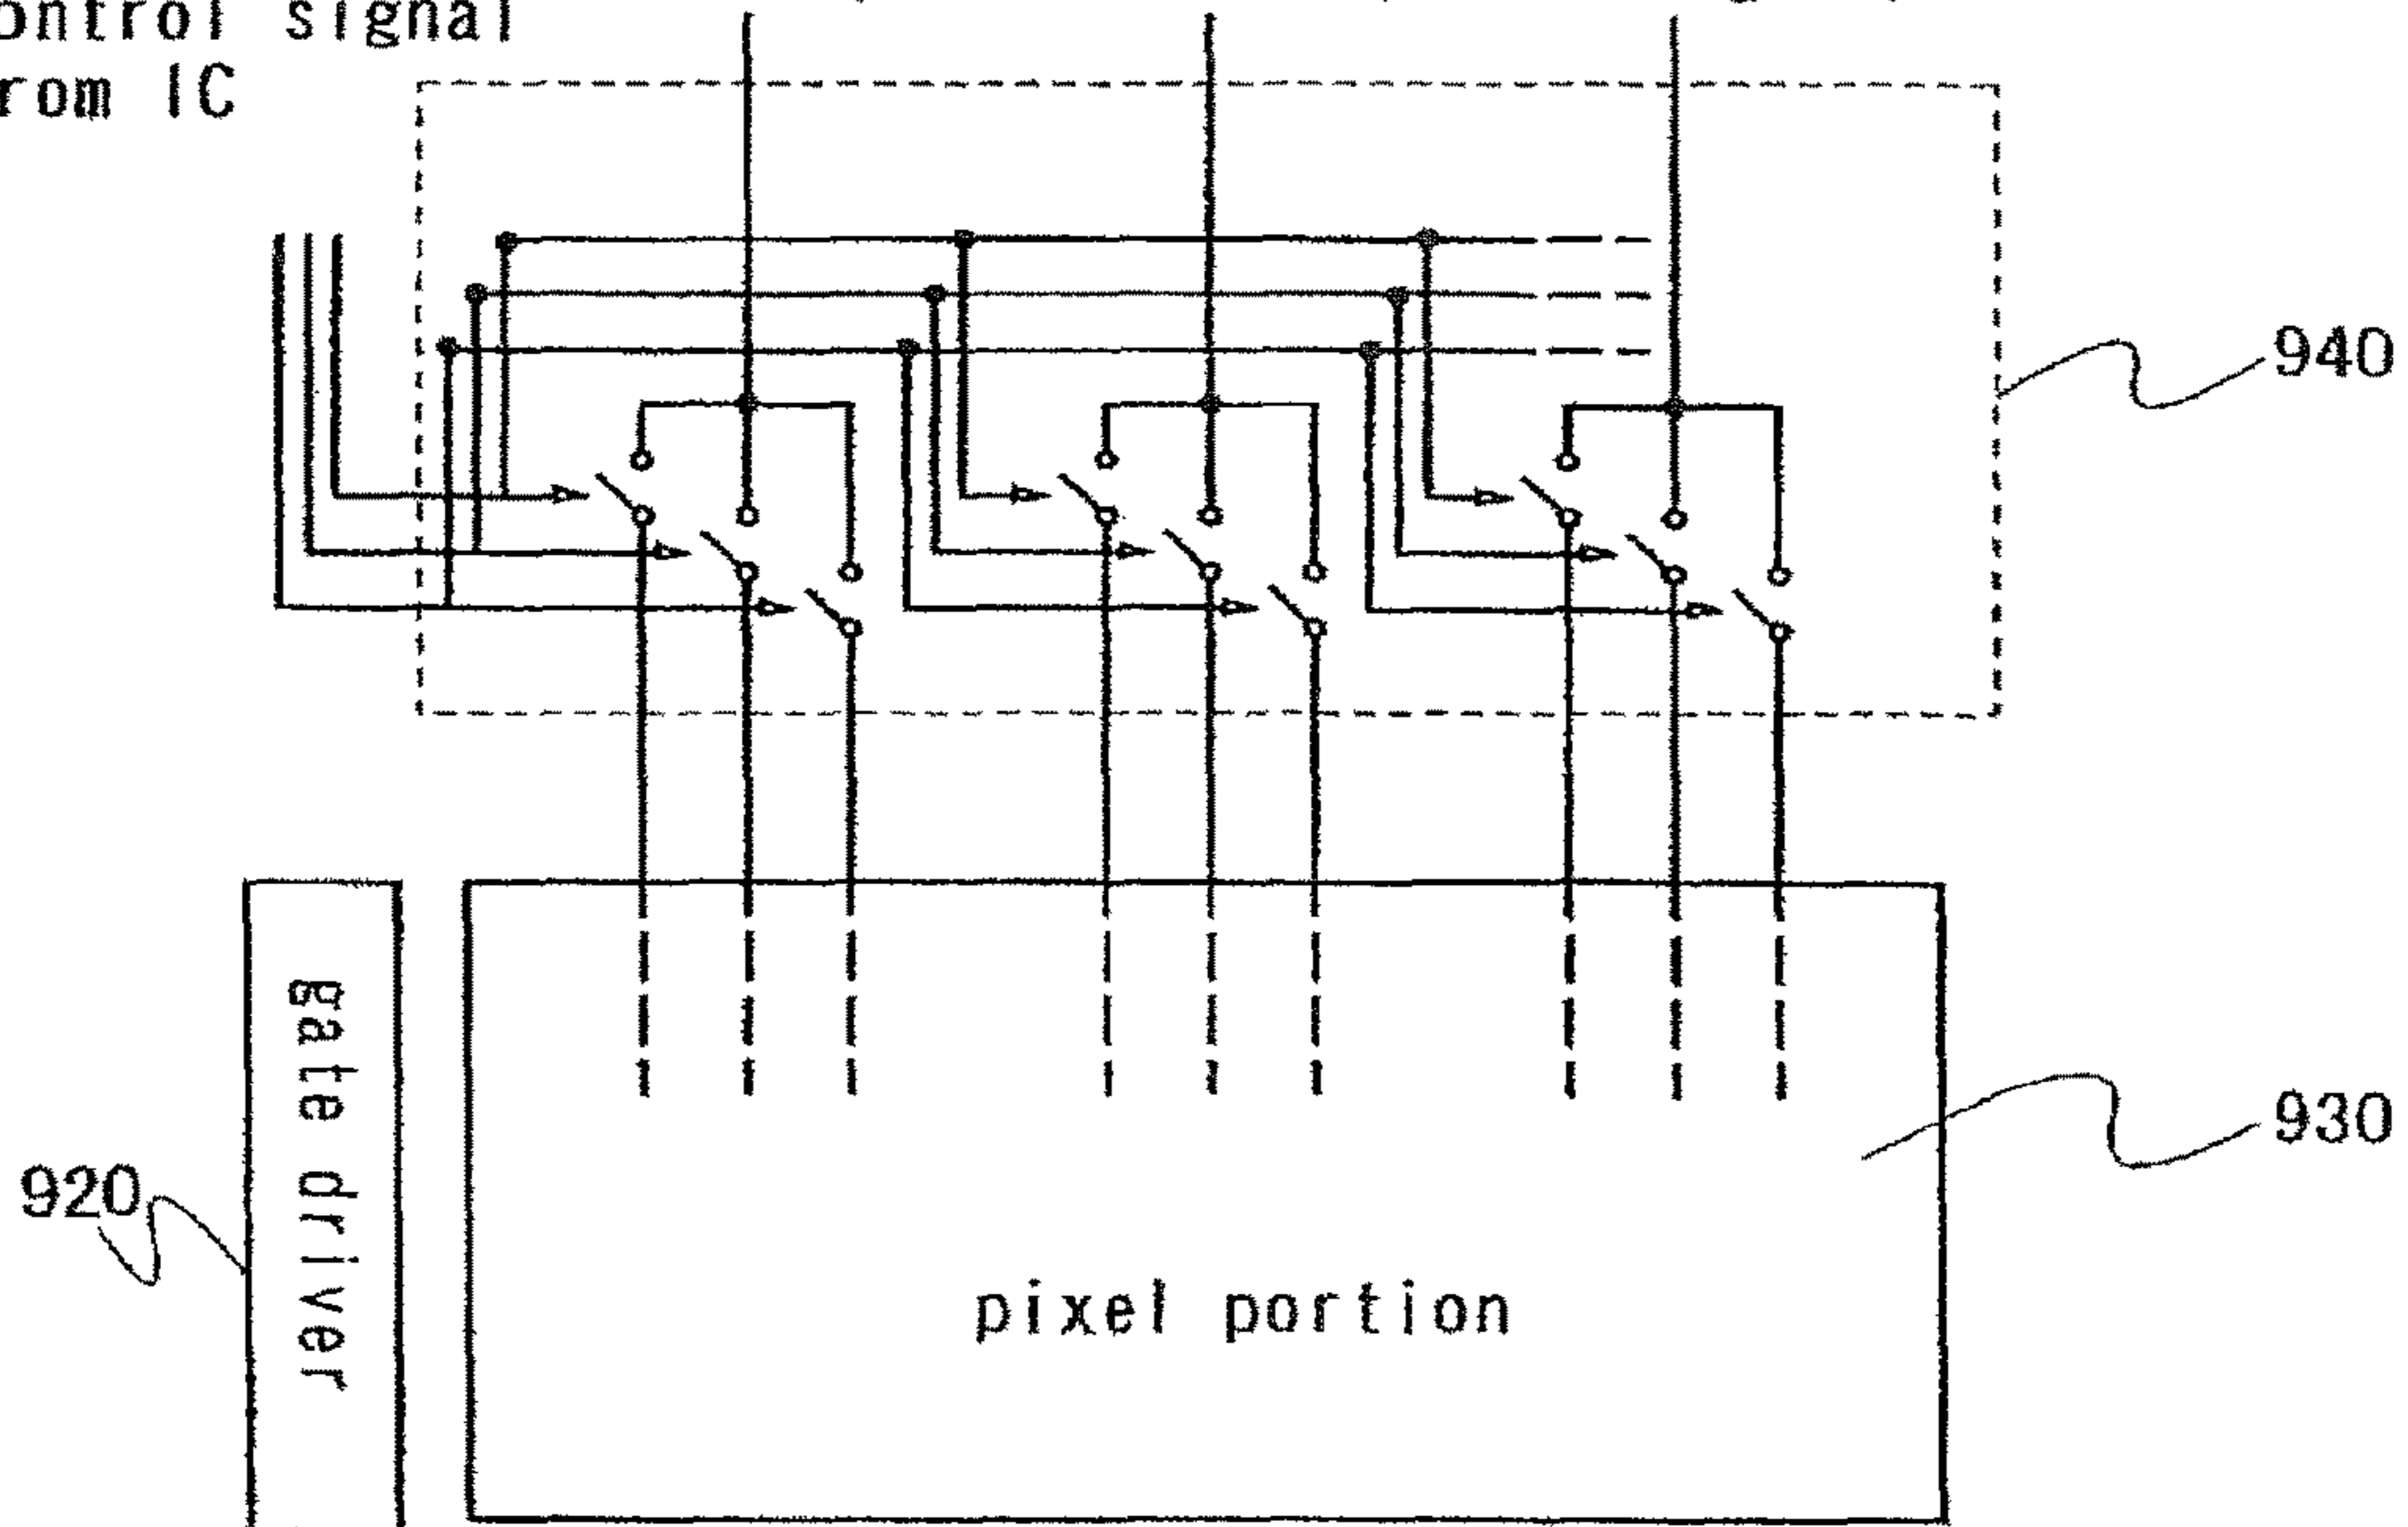 ontrol signal
rom IC
940
930
920
gate driver
pixel portion